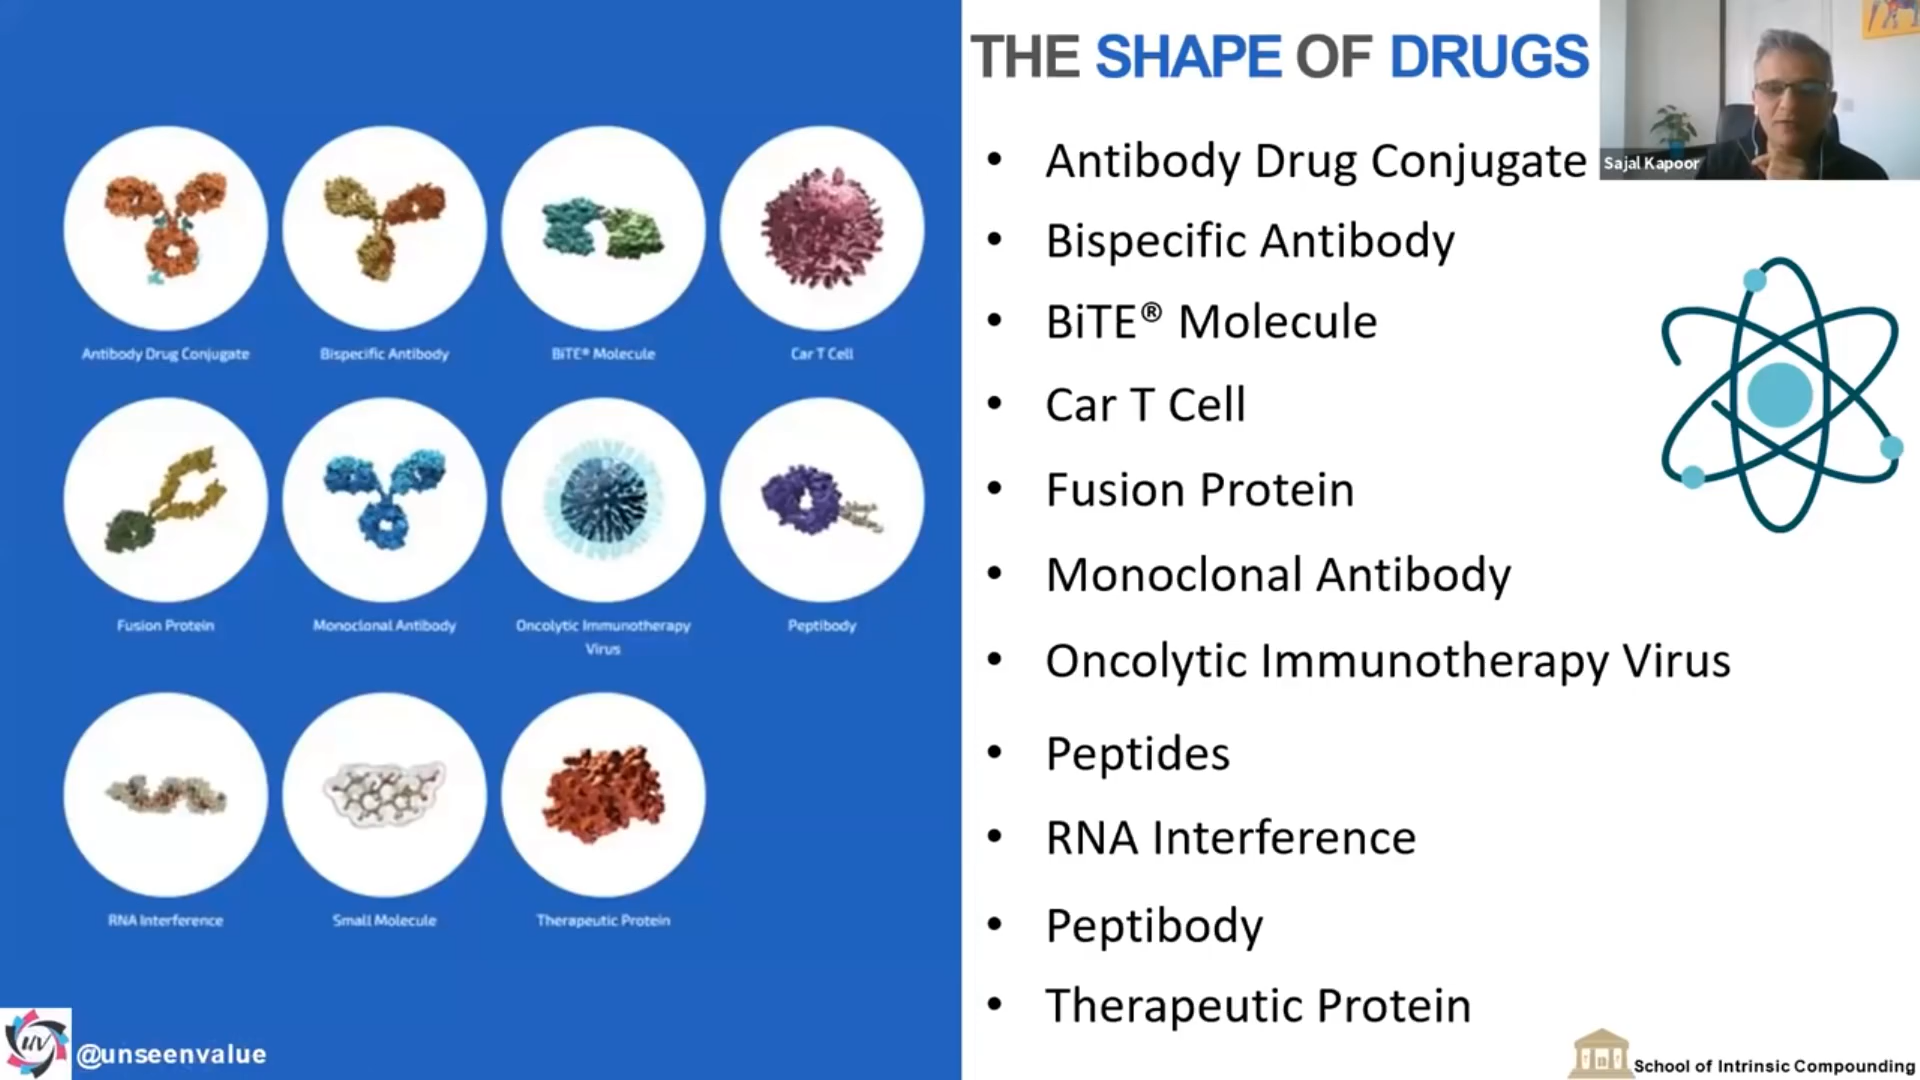 THE SHAPE OF DRUGS
Antibody Drug Conjugate
Bispecific Antibody
BiTE® Molecule
Car T Cell
Fusion Protein
Monoclonal Antibody
Oncolytic Immunotherapy
Virus
Peptibody
RNA Interference
Small Molecule
Therapeutic Protein
uv
@unseenvalue
• Antibody Drug Conjugate
• Bispecific Antibody
• BiTE® Molecule
• Car T Cell
• Fusion Protein
• Monoclonal Antibody
• Oncolytic Immunotherapy Virus
• Peptides
• RNA Interference
• Peptibody
• Therapeutic Protein
Sajal Kapoor
School of Intrinsic Compounding